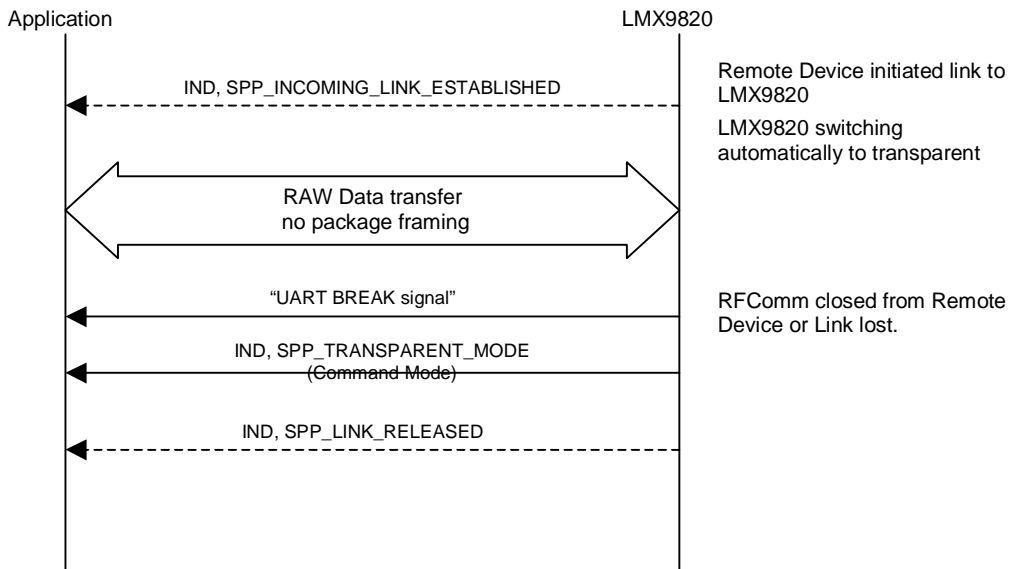 Application
LMX9820
IND, SPP_INCOMING_LINK_ESTABLISHED
Remote Device initiated link to
LMX9820
LMX9820 switching
automatically to transparent
RAW Data transfer
no package framing
“UART BREAK signal”
RFComm closed from Remote
Device or Link lost.
IND, SPP_TRANSPARENT_MODE
(Command Mode)
IND, SPP_LINK_RELEASED